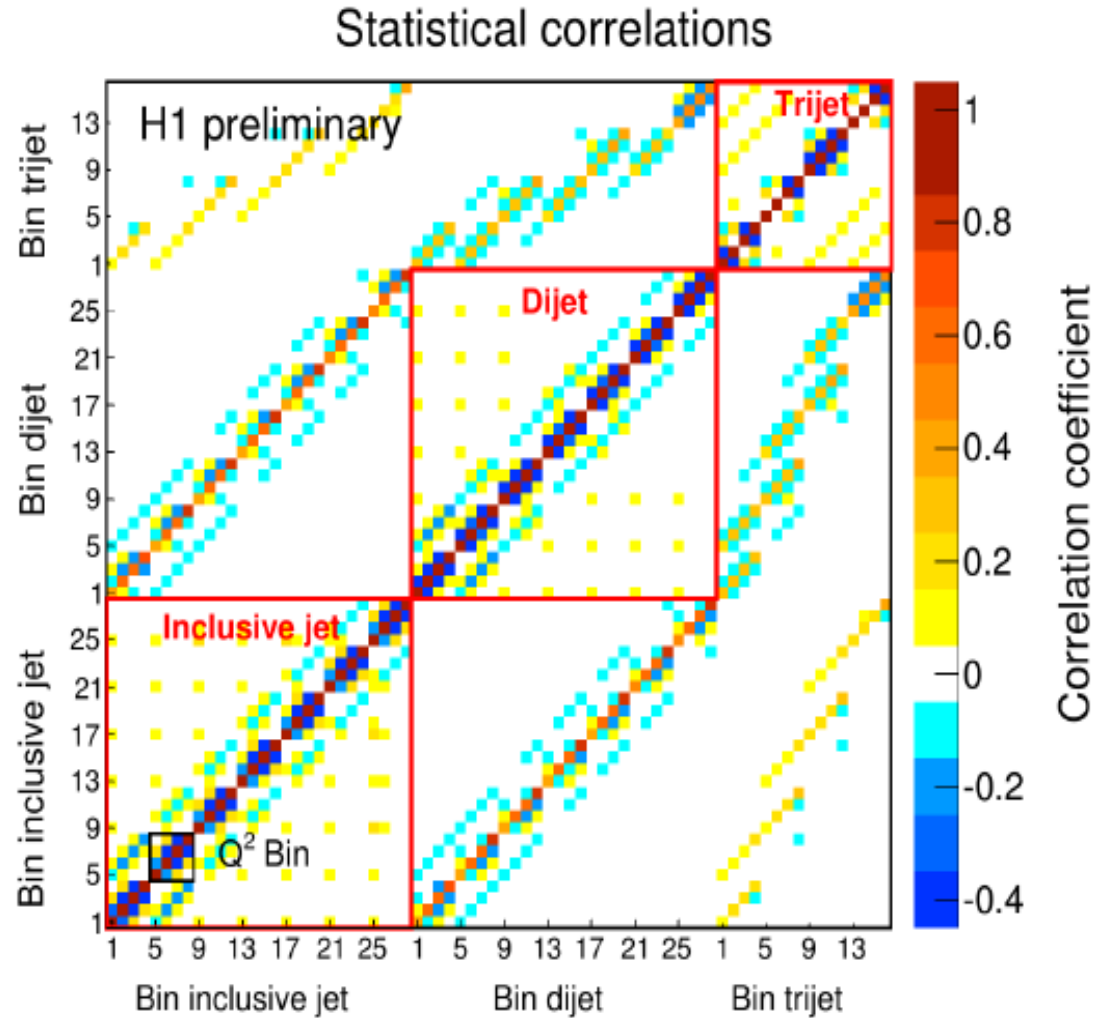 Statistical correlations
H1 preliminary
Trijet
Dijet
Inclusive jet
Q² Bin
Bin trijet
13
9
5
1
Bin dijet
25
21
17
13
9
5
1
Bin inclusive jet
25
21
17
13
9
5
1
1 5 9 13 17 21 25 1 5 9 13 17 21 25 1 5 9 13
Bin inclusive jet Bin dijet Bin trijet
1
0.8
0.6
0.4
0.2
0
-0.2
-0.4
Correlation coefficient